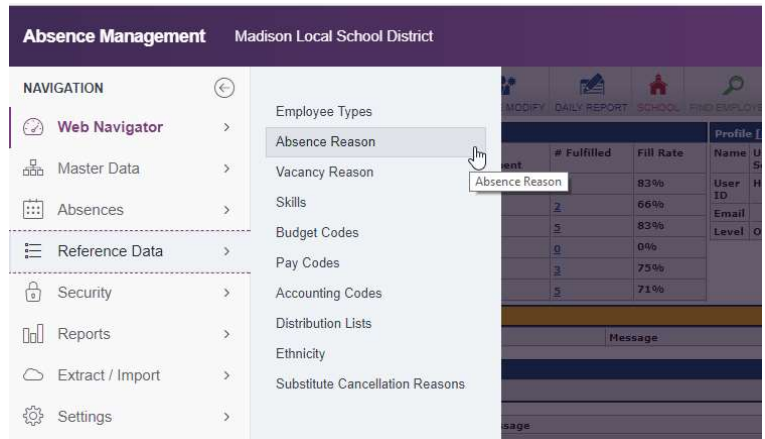 Absence Management Madison Local School District
NAVIGATION
Web Navigator
Master Data
Absences
Reference Data
Security
Reports
Extract / Import
Settings
Employee Types
Absence Reason
Vacancy Reason
Skills
Budget Codes
Pay Codes
Accounting Codes
Distribution Lists
Ethnicity
Substitute Cancellation Reasons
Absence Reason
MODIFY DAILY REPORT SCHOOL FIND EMPLOYE
# Fulfilled Fill Rate
83%
2 66%
5 83%
0 0%
3 75%
5 71%
Profile
Name
User ID
Email
Level
Message